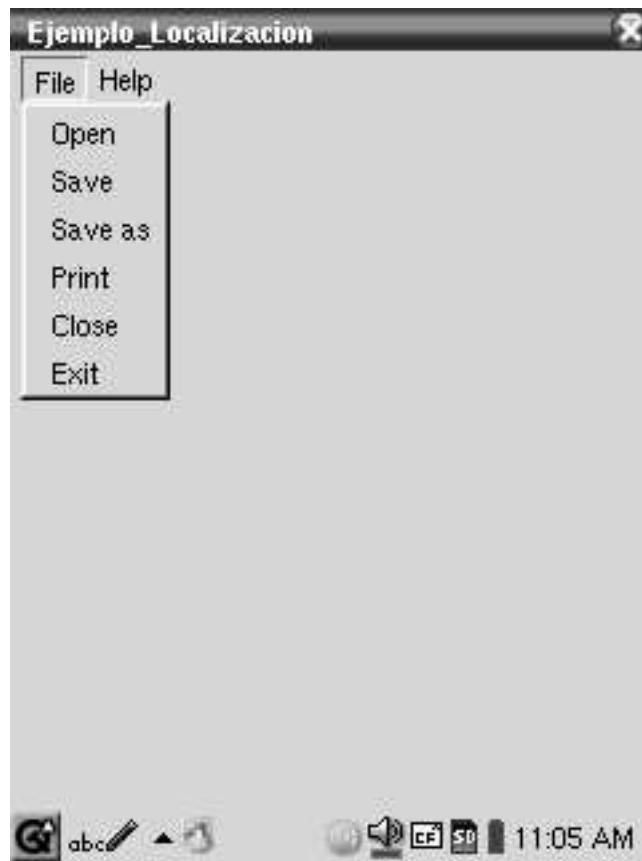 Ejemplo_Localizacion
File Help
Open
Save
Save as
Print
Close
Exit
abc CF SD 11:05 AM